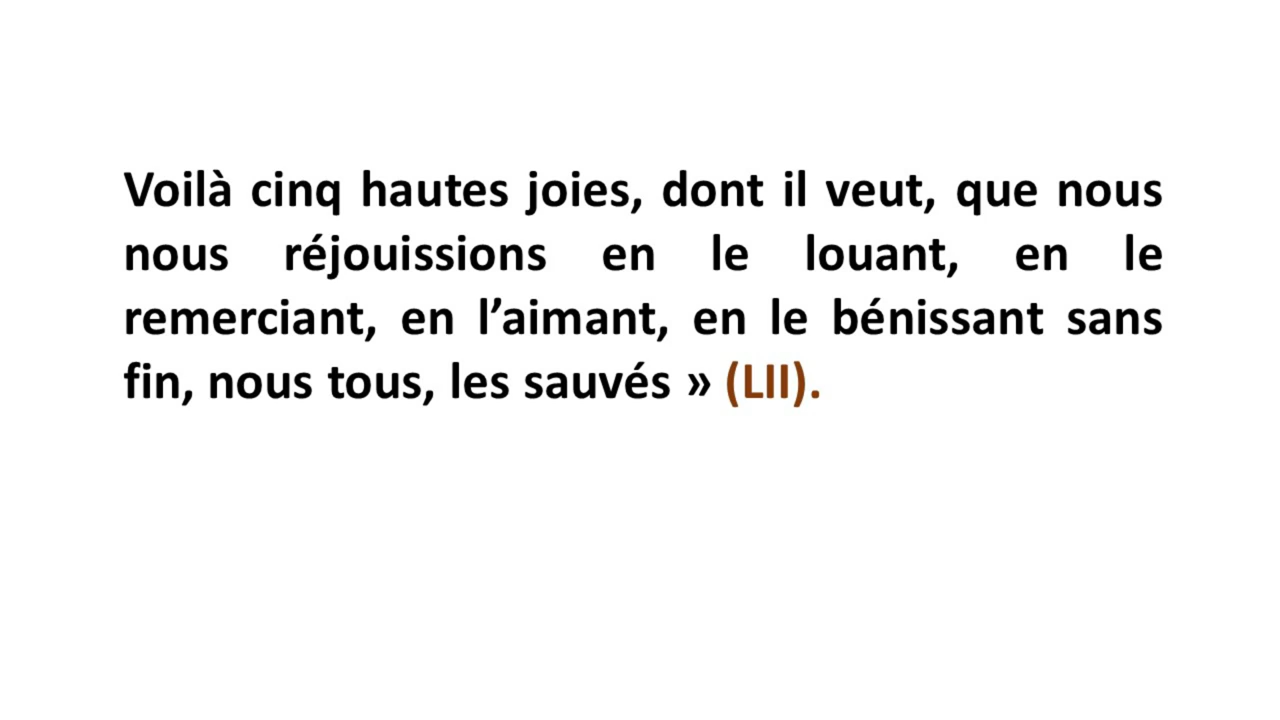 Voilà cinq hautes joies, dont il veut, que nous
nous réjouissions en le louant, en le
remerciant, en l’aimant, en le bénissant sans
fin, nous tous, les sauvés » (LII).